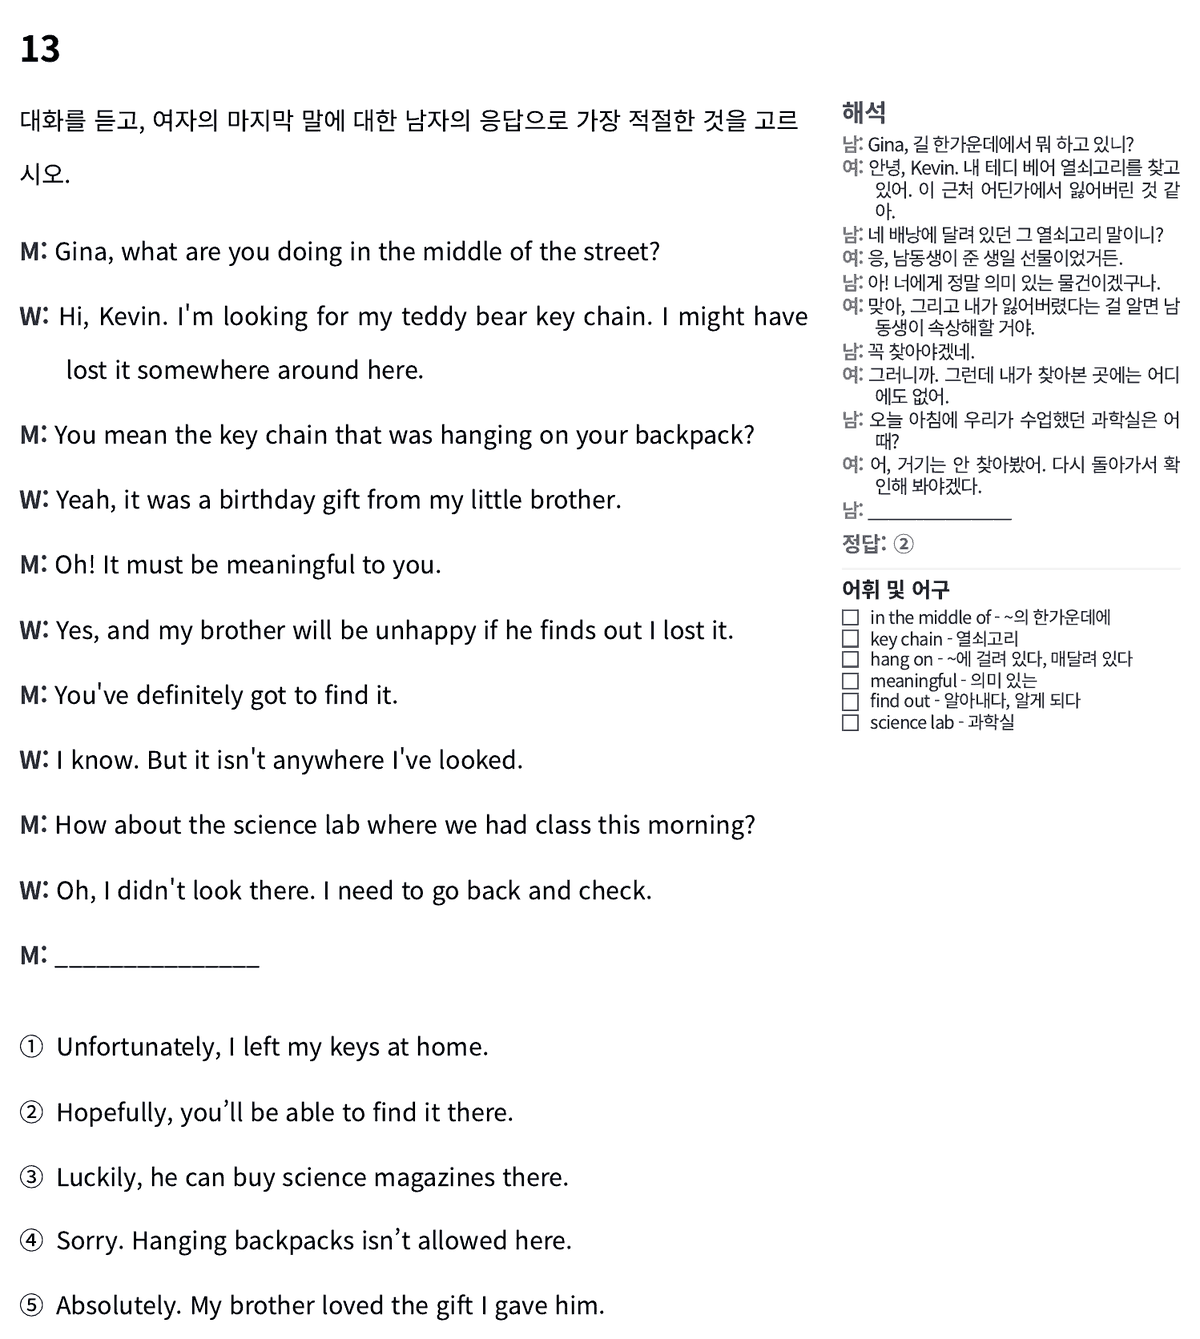 13
대화를 듣고, 여자의 마지막 말에 대한 남자의 응답으로 가장 적절한 것을 고르
시오.
M: Gina, what are you doing in the middle of the street?
W: Hi, Kevin. I'm looking for my teddy bear key chain. I might have
lost it somewhere around here.
M: You mean the key chain that was hanging on your backpack?
W: Yeah, it was a birthday gift from my little brother.
M: Oh! It must be meaningful to you.
W: Yes, and my brother will be unhappy if he finds out I lost it.
M: You've definitely got to find it.
W: I know. But it isn't anywhere I've looked.
M: How about the science lab where we had class this morning?
W: Oh, I didn't look there. I need to go back and check.
M: _______________
① Unfortunately, I left my keys at home.
② Hopefully, you’ll be able to find it there.
③ Luckily, he can buy science magazines there.
④ Sorry. Hanging backpacks isn’t allowed here.
⑤ Absolutely. My brother loved the gift I gave him.
해석
남: Gina, 길 한가운데에서 뭐 하고 있니?
여: 안녕, Kevin. 내 테디 베어 열쇠고리를 찾고
있어. 이 근처 어딘가에서 잃어버린 것 같
아.
남: 네 배낭에 달려 있던 그 열쇠고리 말이니?
여: 응, 남동생이 준 생일 선물이었거든.
남: 아! 너에게 정말 의미 있는 물건이겠구나.
여: 맞아, 그리고 내가 잃어버렸다는 걸 알면 남
동생이 속상해할 거야.
남: 꼭 찾아야겠네.
여: 그러니까. 그런데 내가 찾아본 곳에는 어디
에도 없어.
남: 오늘 아침에 우리가 수업했던 과학실은 어
때?
여: 어, 거기는 안 찾아봤어. 다시 돌아가서 확
인해 봐야겠다.
남: _______________
정답: ②
어휘 및 어구
□ in the middle of - ~의 한가운데에
□ key chain - 열쇠고리
□ hang on - ~에 걸려 있다, 매달려 있다
□ meaningful - 의미 있는
□ find out - 알아내다, 알게 되다
□ science lab - 과학실